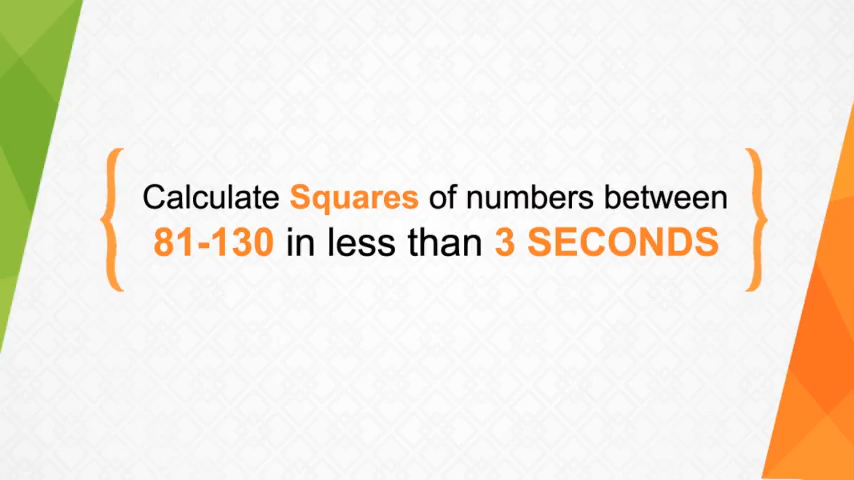 Calculate Squares of numbers between
81-130 in less than 3 SECONDS